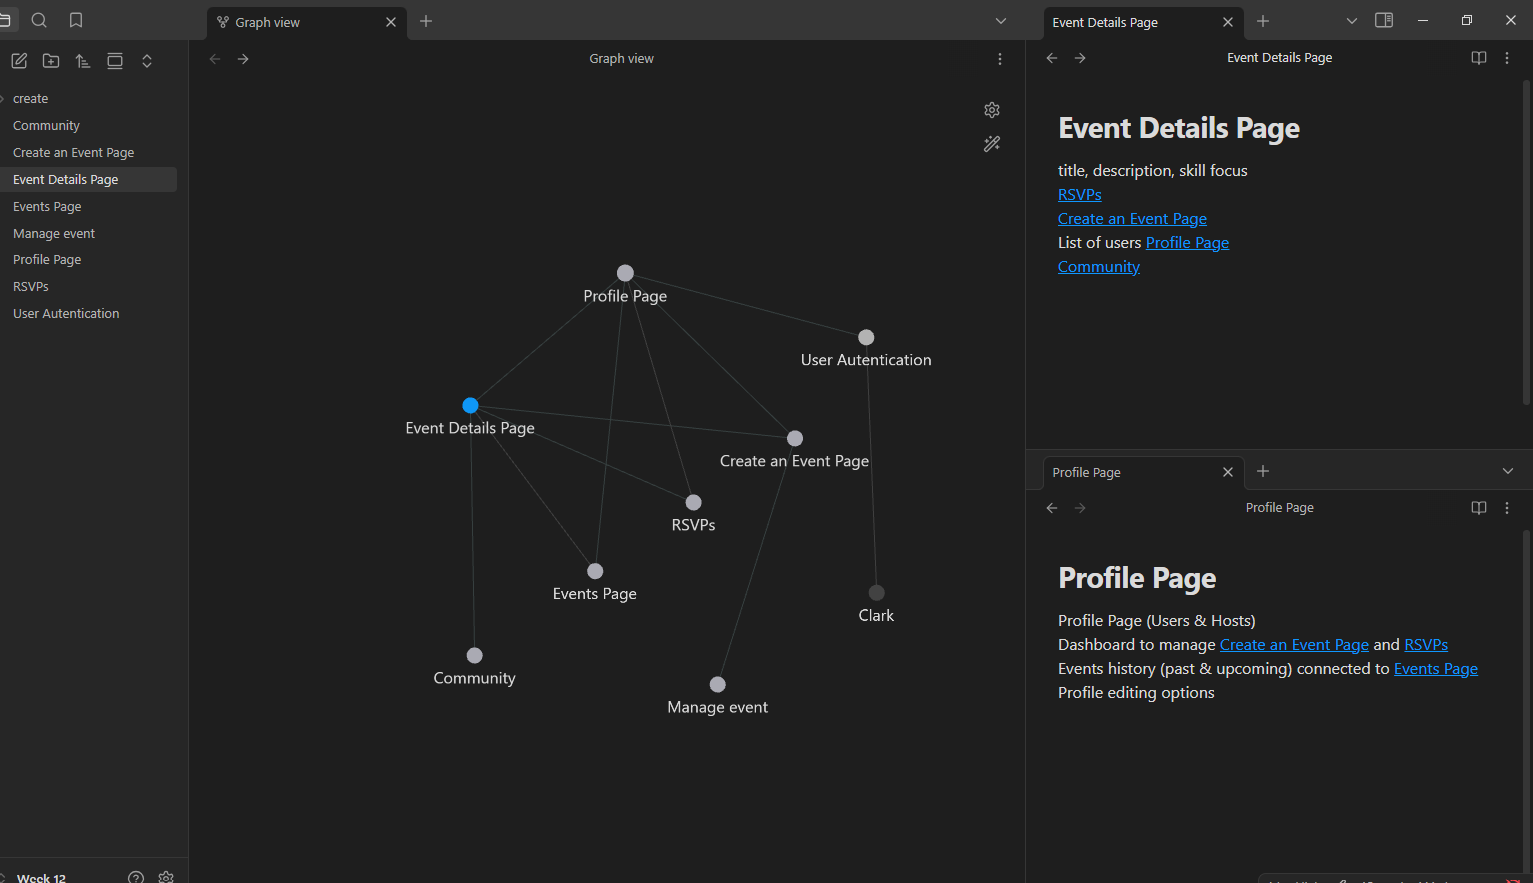 Graph view
Event Details Page
Graph view
Event Details Page
create
Community
Create an Event Page
Event Details Page
Events Page
Manage event
Profile Page
RSVPs
User Autentication
Week 12
Profile Page
User Autentication
Event Details Page
Create an Event Page
RSVPs
Events Page
Clark
Community
Manage event
Event Details Page
title, description, skill focus
RSVPs
Create an Event Page
List of users Profile Page
Community
Profile Page
Profile Page
Profile Page
Profile Page (Users & Hosts)
Dashboard to manage Create an Event Page and RSVPs
Events history (past & upcoming) connected to Events Page
Profile editing options